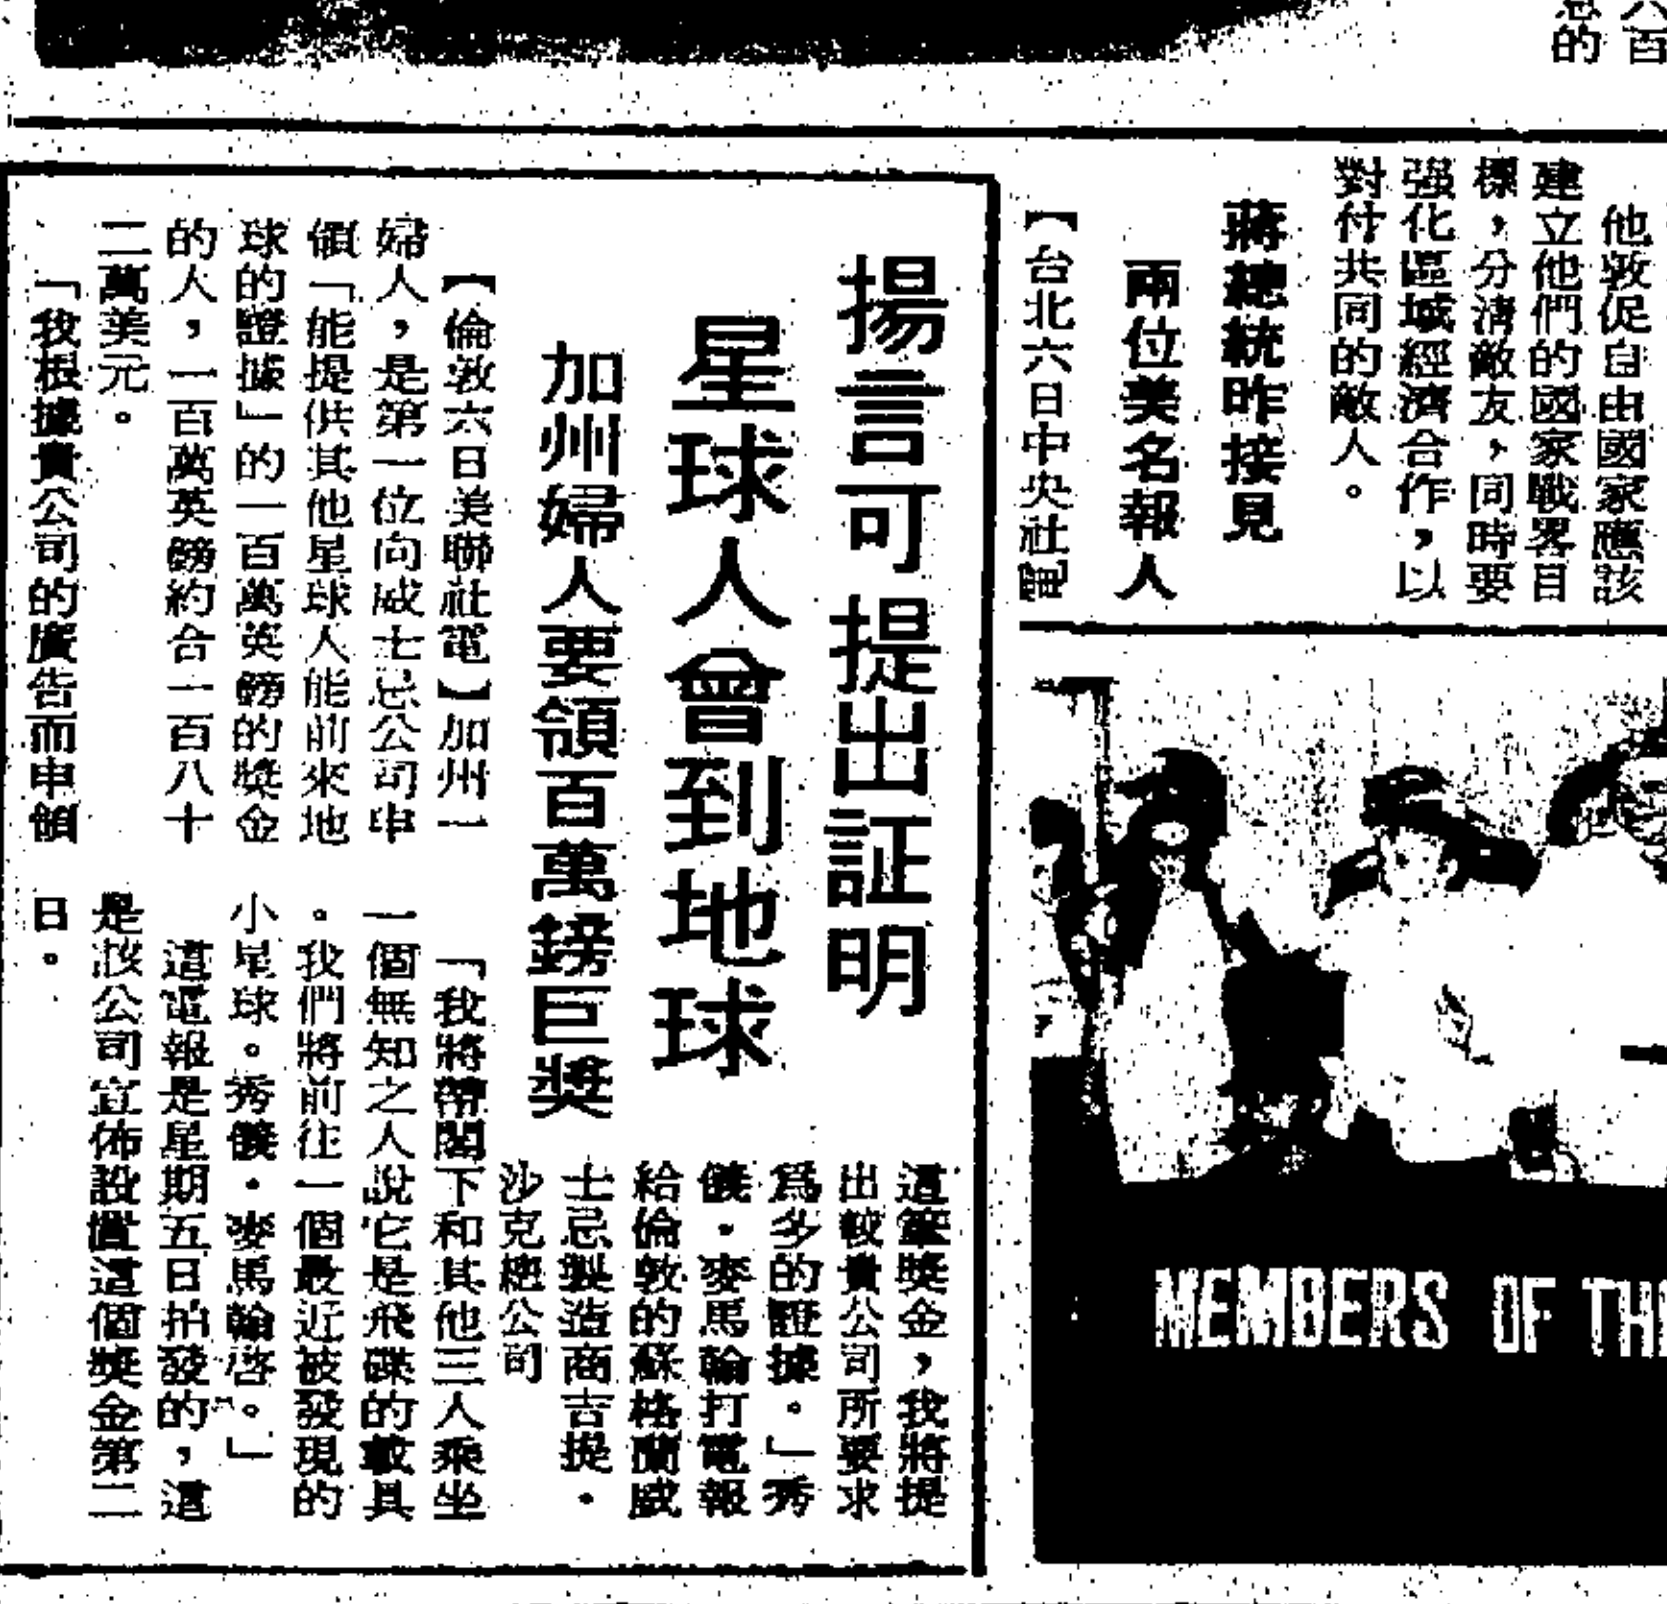 百
的
他敦促自由國家應該
建立他們的國家戰畧目
標，分清敵友，同時要
强化區域經濟合作，以
對付共同的敵人。
蔣總統昨接見
兩位美名報人
【台北六日中央社
揚言可提出証明
星球人曾到地球
加州婦人要領百萬鎊巨獎
【倫敦六日美聯社電】加州一
婦人，是第一位向威士忌公司申
領「能提供其他星球人能前來地
球的證據」的一百萬英鎊的獎金
的人，一百萬英鎊約合一百八十
二萬美元。
「我根據貴公司的廣告而申領
這筆獎金，我將提
出較貴公司所要求
爲多的證據。」秀
儀・麥馬輪打電報
給倫敦的蘇格蘭威
士忌製造商吉提・
沙克總公司
「我將帶閣下和其他三人乘坐
一個無知之人說它是飛碟的載具
。我們將前往一個最近被發現的
小星球。秀儀・麥馬輪啓。」
這電報是星期五日拍發的，這
是該公司宣佈設置這個獎金第二
日。
MEMBERS OF TH